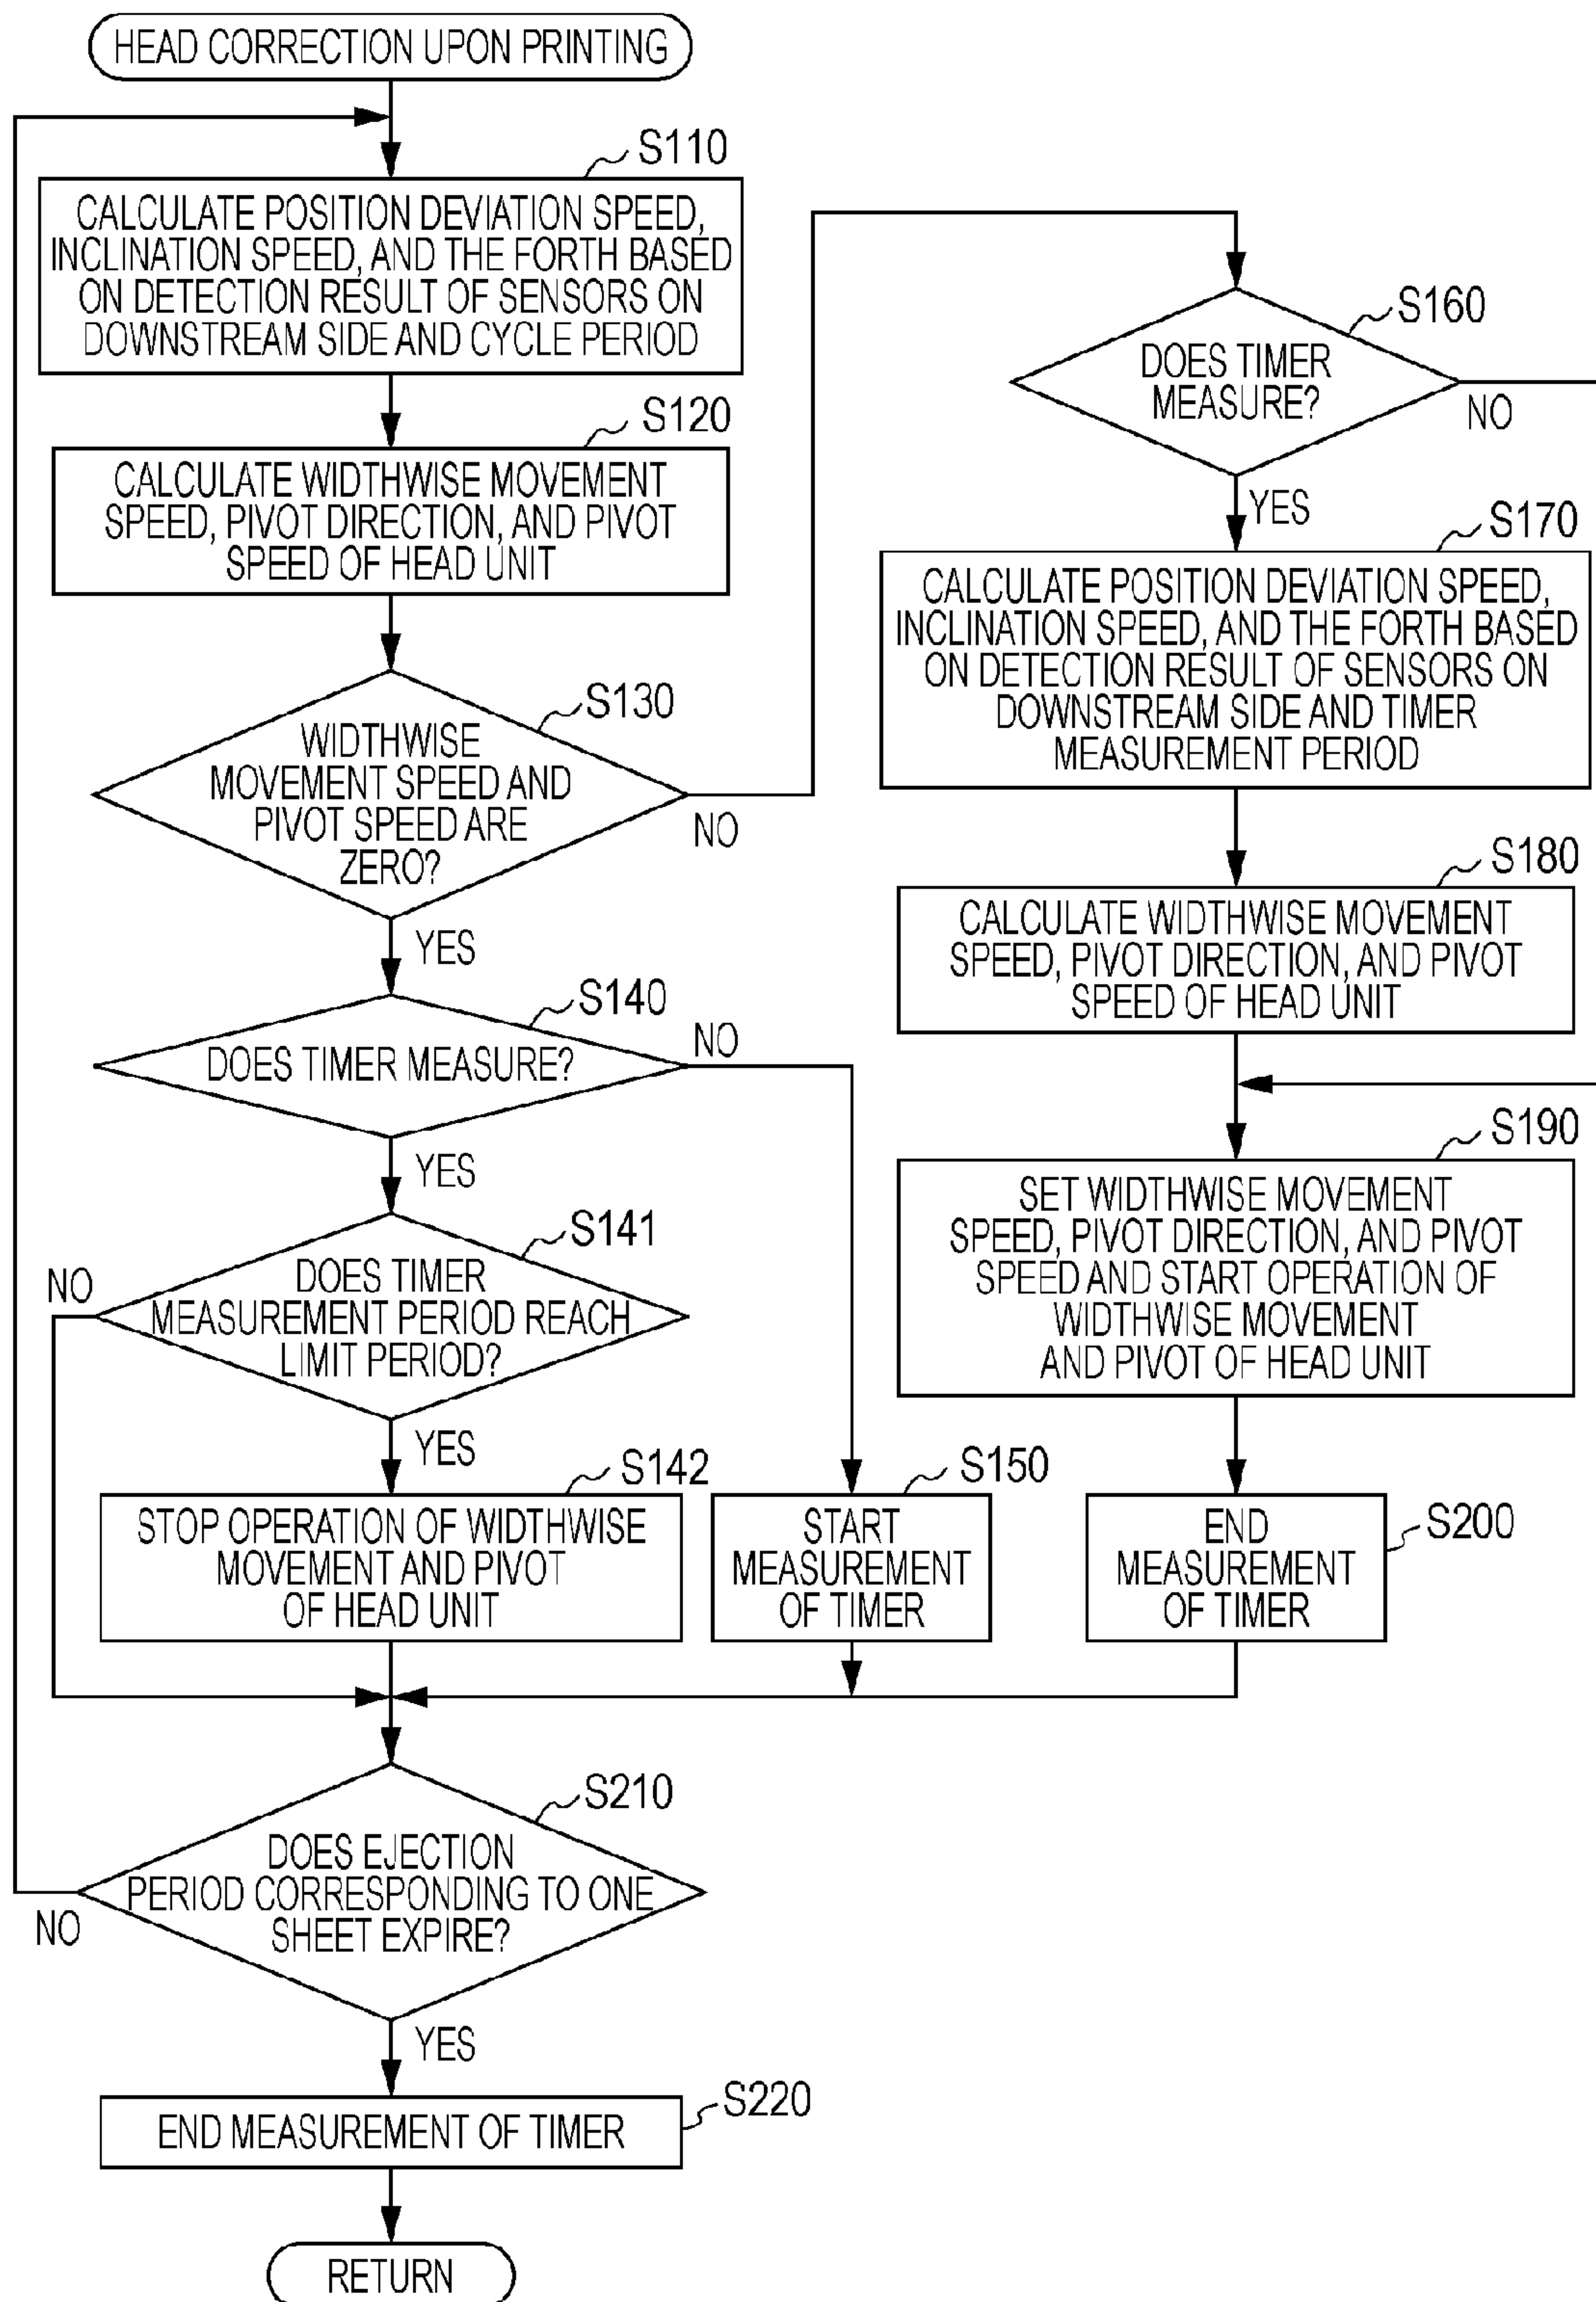 HEAD CORRECTION UPON PRINTING
S110
CALCULATE POSITION DEVIATION SPEED,
INCLINATION SPEED, AND THE FORTH BASED
ON DETECTION RESULT OF SENSORS ON
DOWNSTREAM SIDE AND CYCLE PERIOD
S120
CALCULATE WIDTHWISE MOVEMENT
SPEED, PIVOT DIRECTION, AND PIVOT
SPEED OF HEAD UNIT
S130
WIDTHWISE
MOVEMENT SPEED AND
PIVOT SPEED ARE
ZERO?
NO
YES
S140
DOES TIMER MEASURE?
NO
YES
S141
DOES TIMER
MEASUREMENT PERIOD REACH
LIMIT PERIOD?
NO
YES
S142
STOP OPERATION OF WIDTHWISE
MOVEMENT AND PIVOT
OF HEAD UNIT
S150
START
MEASUREMENT
OF TIMER
S160
DOES TIMER
MEASURE?
NO
YES
S170
CALCULATE POSITION DEVIATION SPEED,
INCLINATION SPEED, AND THE FORTH BASED
ON DETECTION RESULT OF SENSORS ON
DOWNSTREAM SIDE AND TIMER
MEASUREMENT PERIOD
S180
CALCULATE WIDTHWISE MOVEMENT
SPEED, PIVOT DIRECTION, AND PIVOT
SPEED OF HEAD UNIT
S190
SET WIDTHWISE MOVEMENT
SPEED, PIVOT DIRECTION, AND PIVOT
SPEED AND START OPERATION OF
WIDTHWISE MOVEMENT
AND PIVOT OF HEAD UNIT
S200
END
MEASUREMENT
OF TIMER
S210
DOES EJECTION
PERIOD CORRESPONDING TO ONE
SHEET EXPIRE?
NO
YES
S220
END MEASUREMENT OF TIMER
RETURN